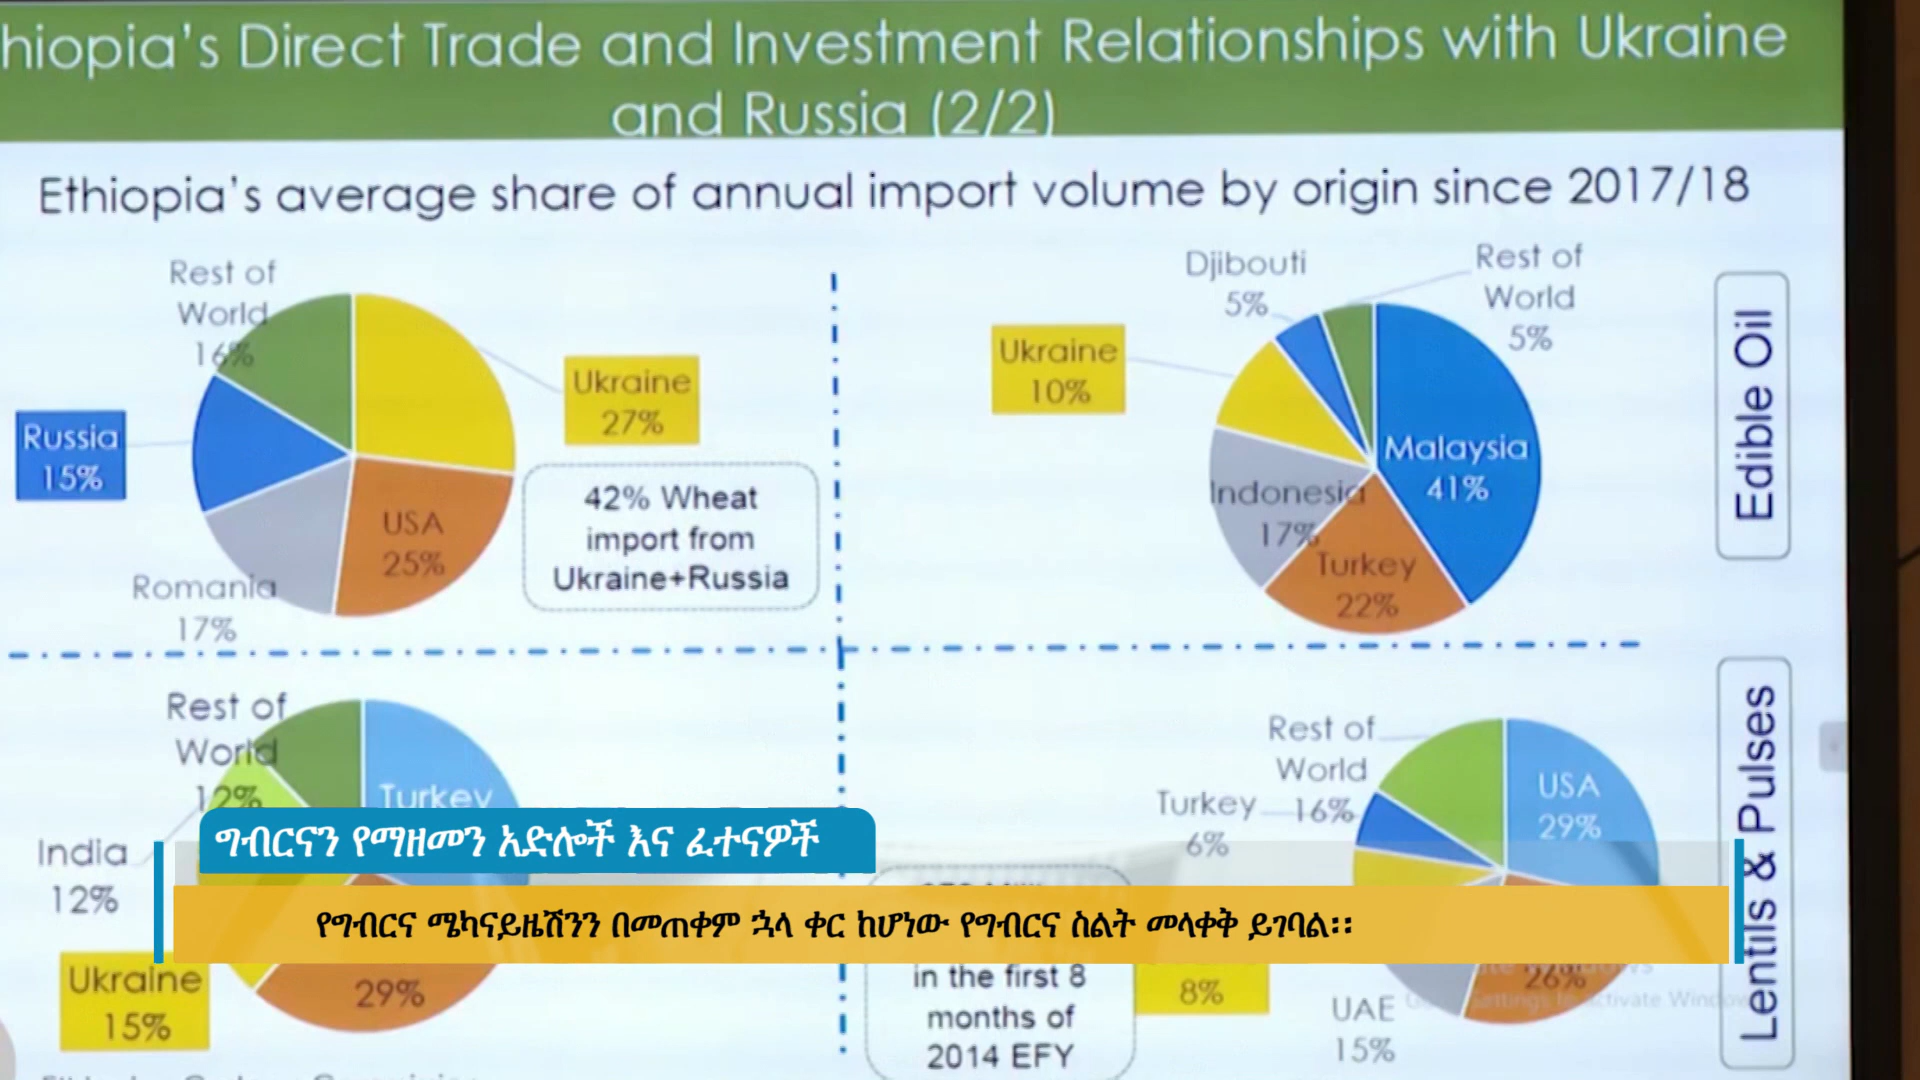 hiopia's Direct Trade and Investment Relationships with Ukraine
and Russia (2/2)
Ethiopia's average share of annual import volume by origin since 2017/18
Rest of
World
16%
Ukraine
27%
Russia
15%
USA
25%
Romania
17%
42% Wheat
import from
Ukraine+Russia
Djibouti
5%
Rest of
World
5%
Ukraine
10%
Malaysia
41%
Indonesia
17%
Turkey
22%
Edible Oil
Rest of
World
12%
Turkey
India
12%
Ukraine
15%
29%
Rest of
World
16%
Turkey
6%
USA
29%
8%
26%
UAE
15%
in the first 8
months of
2014 EFY
Lentils & Pulses
ግብርናን የማዘመን እድሎች እና ፈተናዎች
የግብርና ሜካናይዜሽንን በመጠቀም ኋላ ቀር ከሆነው የግብርና ስልት መላቀቅ ይገባል፡፡